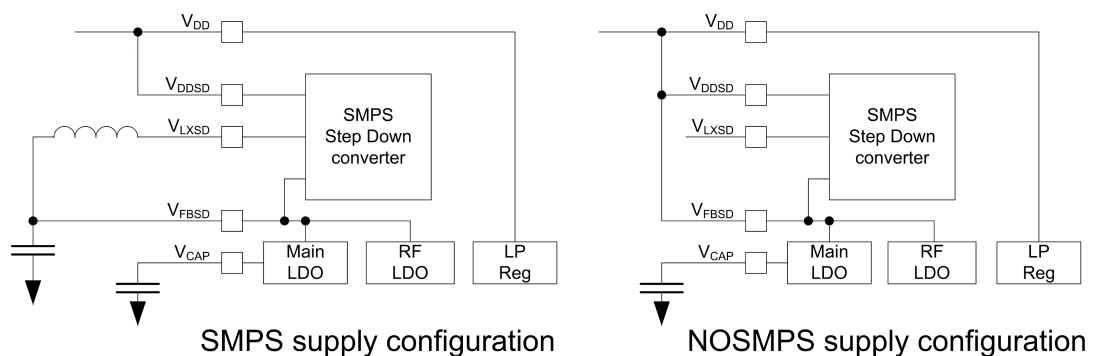 VDD
VDDSD
VLXSD
SMPS
Step Down
converter
VFBSD
VCAP
Main
LDO
RF
LDO
LP
Reg
SMPS supply configuration
VDD
VDDSD
VLXSD
SMPS
Step Down
converter
VFBSD
VCAP
Main
LDO
RF
LDO
LP
Reg
NOSMPS supply configuration